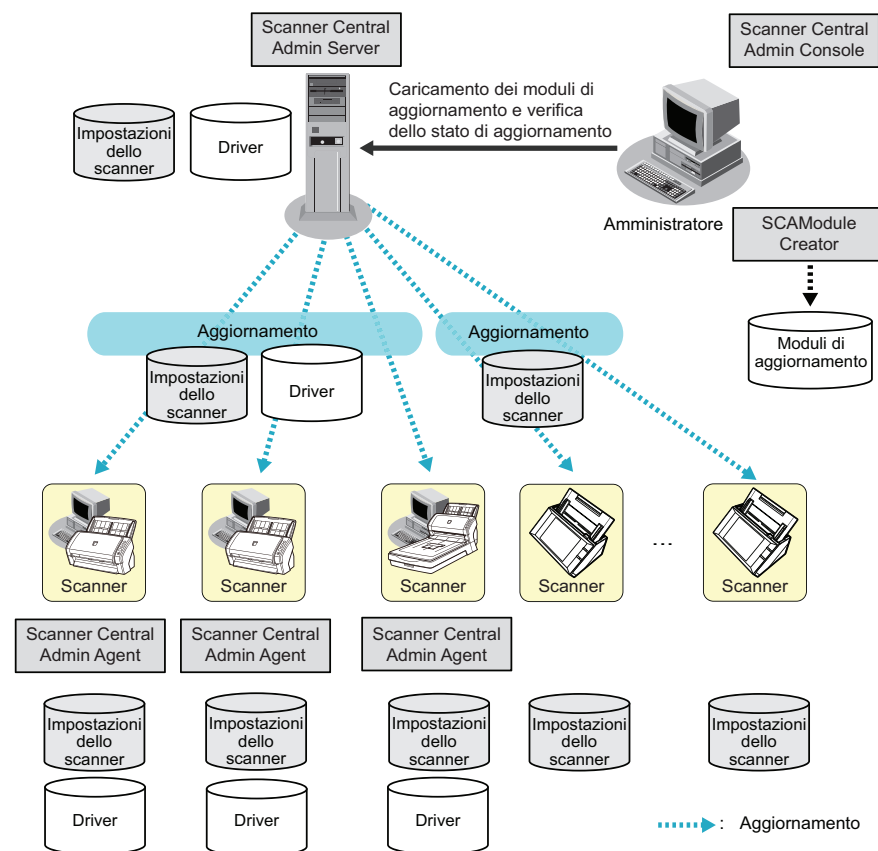 Scanner Central
Admin Server
Scanner Central
Admin Console
Caricamento dei moduli di
aggiornamento e verifica
dello stato di aggiornamento
Impostazioni
dello
scanner
Driver
Amministratore
SCAModule
Creator
Moduli di
aggiornamento
Aggiornamento
Aggiornamento
Impostazioni
dello
scanner
Driver
Impostazioni
dello
scanner
Scanner
Scanner
Scanner
Scanner
...
Scanner
Scanner Central
Admin Agent
Scanner Central
Admin Agent
Scanner Central
Admin Agent
Impostazioni
dello
scanner
Impostazioni
dello
scanner
Impostazioni
dello
scanner
Impostazioni
dello
scanner
Impostazioni
dello
scanner
Driver
Driver
Driver
: Aggiornamento